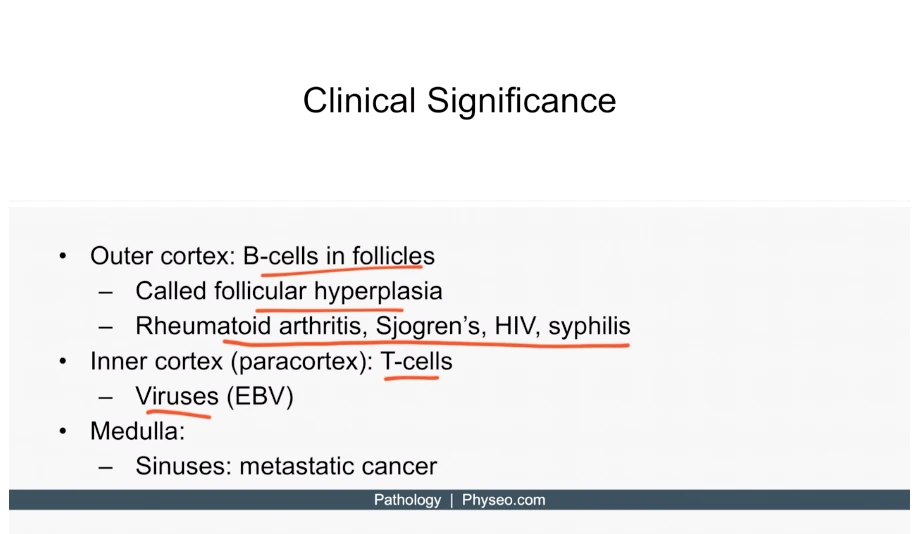 Clinical Significance
• Outer cortex: B-cells in follicles
– Called follicular hyperplasia
– Rheumatoid arthritis, Sjogren’s, HIV, syphilis
• Inner cortex (paracortex): T-cells
– Viruses (EBV)
• Medulla:
– Sinuses: metastatic cancer
Pathology | Physeo.com